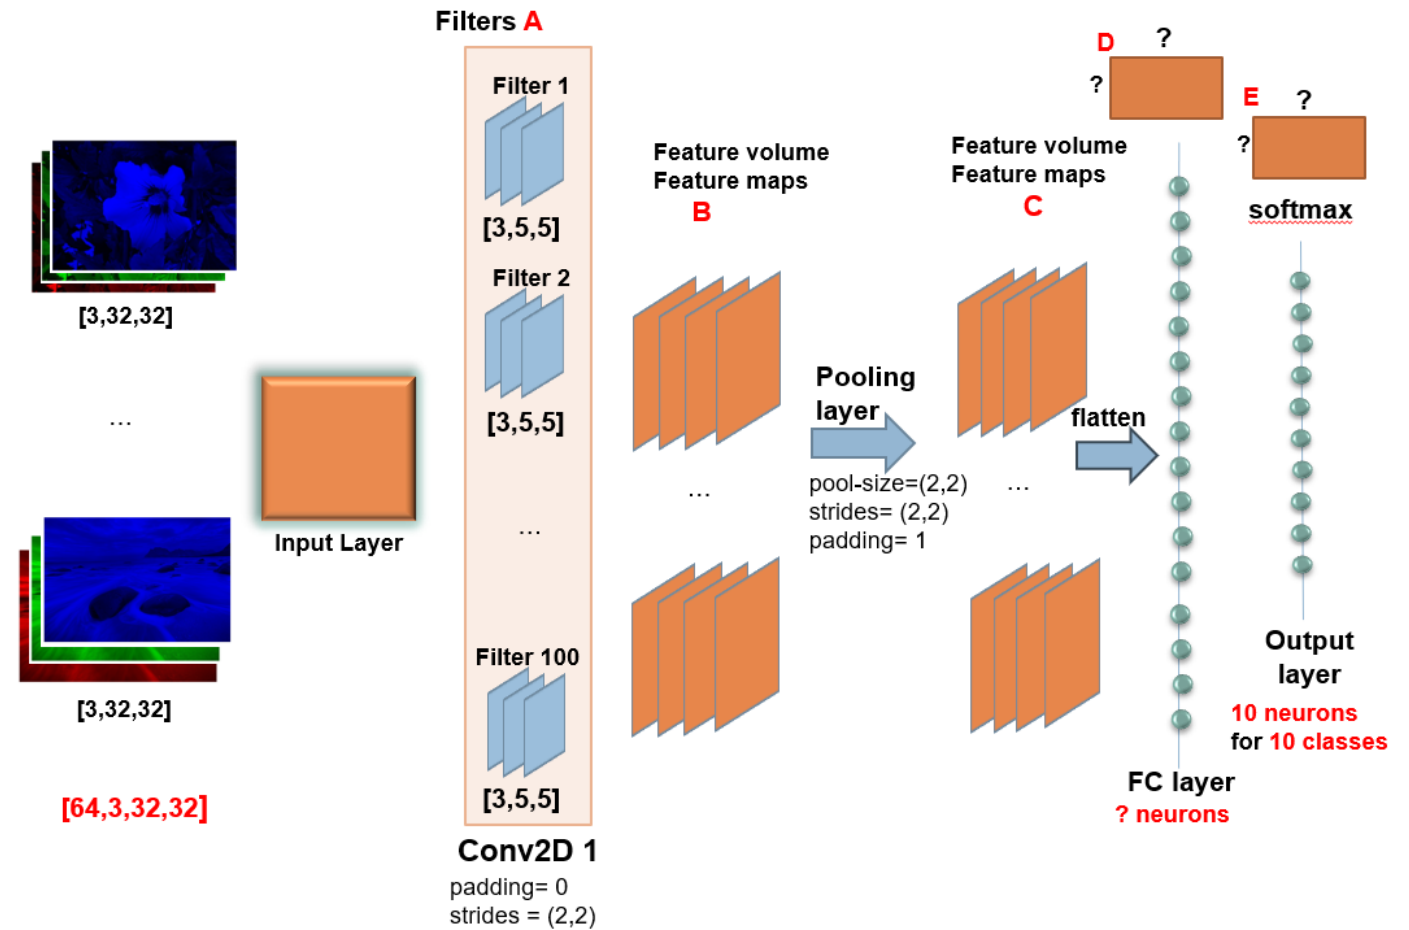 Filters A
Filter 1
[3,5,5]
Filter 2
[3,5,5]
...
Filter 100
[3,5,5]
Conv2D 1
padding= 0
strides = (2,2)
[3,32,32]
...
[3,32,32]
[64,3,32,32]
Input Layer
Feature volume
Feature maps
B
...
Pooling
layer
pool-size=(2,2)
strides= (2,2)
padding= 1
Feature volume
Feature maps
C
...
flatten
D
?
?
FC layer
? neurons
E
?
?
softmax
Output
layer
10 neurons
for 10 classes